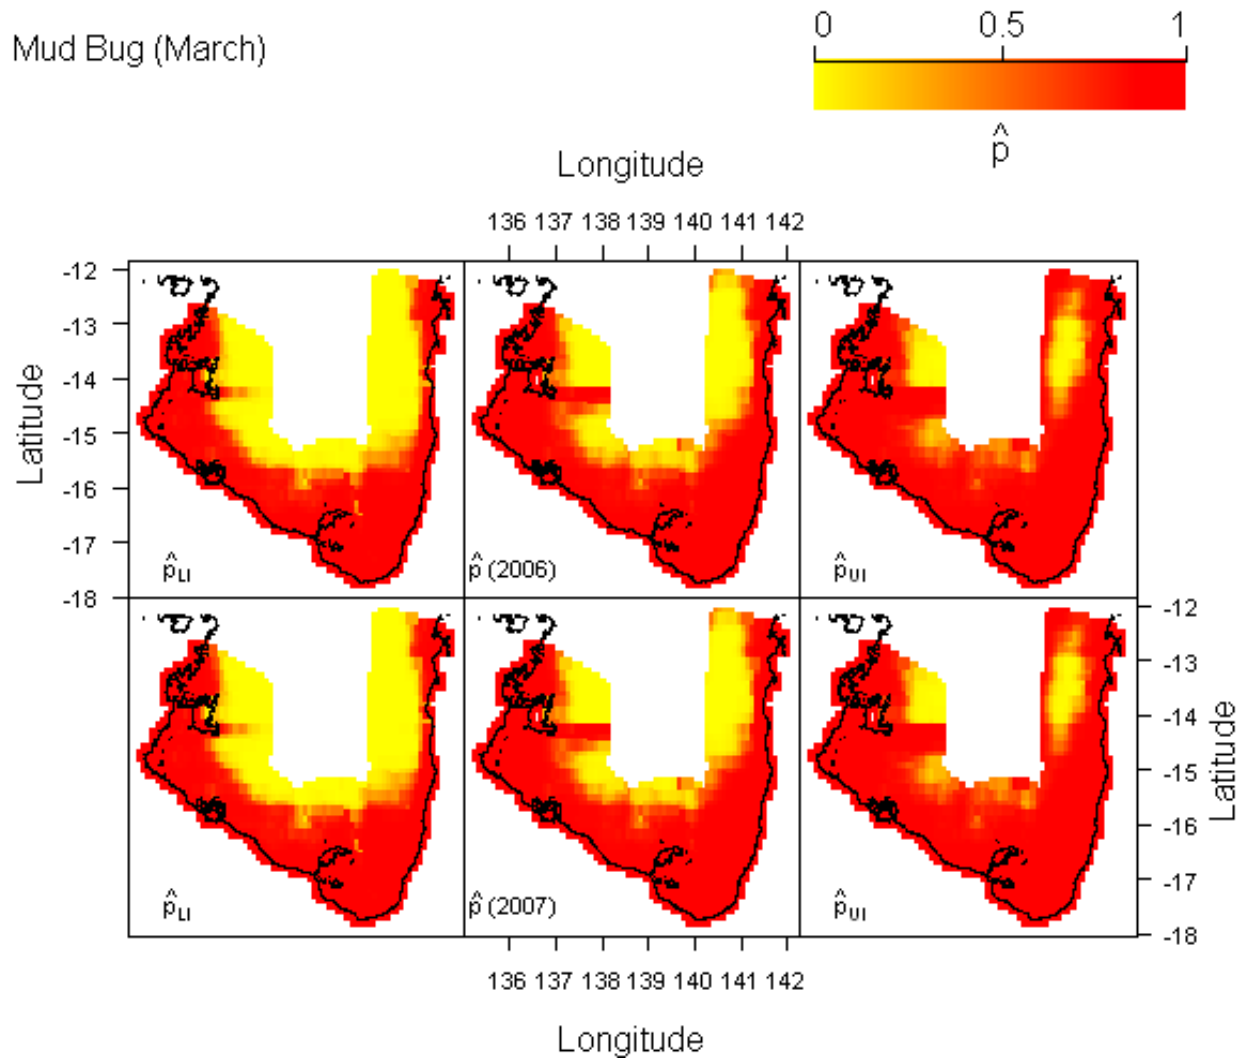 Mud Bug (March)
0 0.5 1
p̂
Longitude
136 137 138 139 140 141 142
Latitude
-12
-13
-14
-15
-16
-17
-18
p̂LI
p̂ (2006)
p̂UI
-12
-13
-14
-15
-16
-17
-18
Latitude
p̂LI
p̂ (2007)
p̂UI
136 137 138 139 140 141 142
Longitude